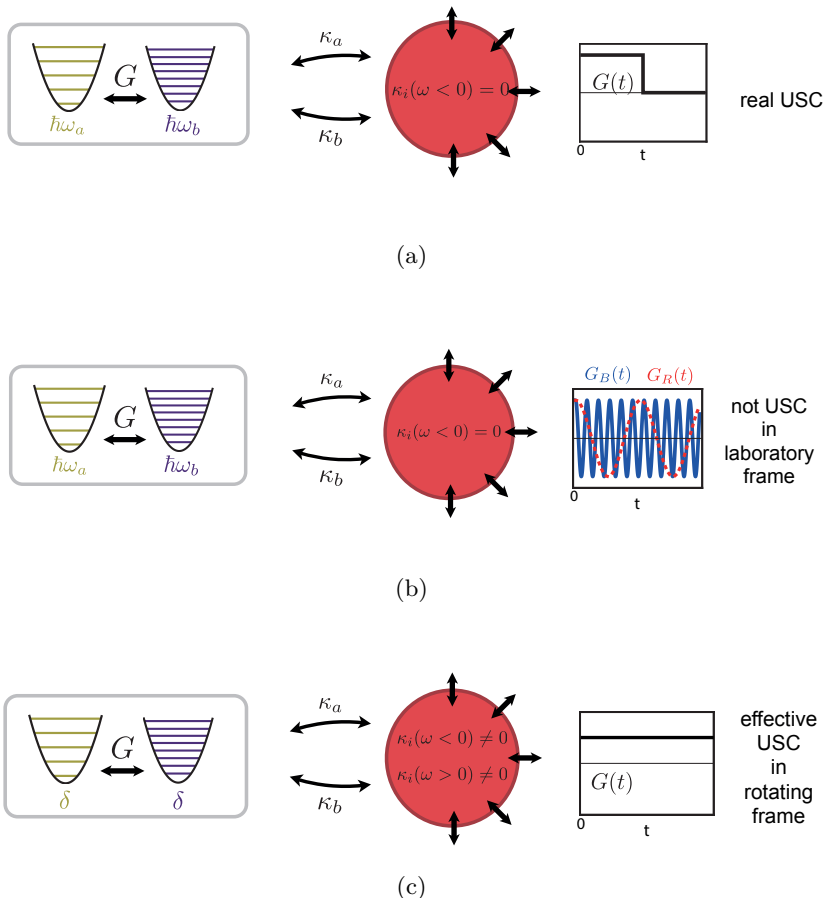 G
ħω_a
ħω_b
κ_a
κ_b
κ_i(ω < 0) = 0
G(t)
0
t
real USC
(a)
G
ħω_a
ħω_b
κ_a
κ_b
κ_i(ω < 0) = 0
G_B(t) G_R(t)
0
t
not USC
in
laboratory
frame
(b)
G
δ
δ
κ_a
κ_b
κ_i(ω < 0) ≠ 0
κ_i(ω > 0) ≠ 0
G(t)
0
t
effective
USC
in
rotating
frame
(c)